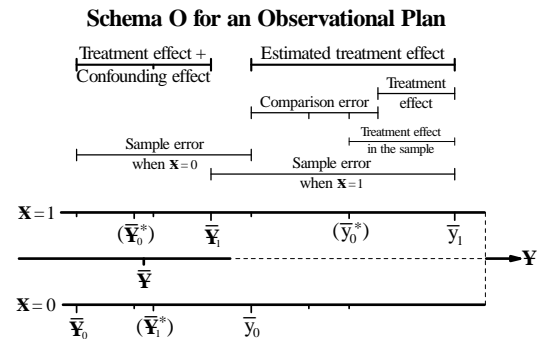 Schema O for an Observational Plan
Treatment effect + Confounding effect
Estimated treatment effect
Comparison error
Treatment effect
Treatment effect in the sample
Sample error when X = 0
Sample error when X = 1
X = 1
(Ȳ₀*)
Ȳ₁
(ȳ₀*)
ȳ₁
Ȳ
Y
X = 0
Ȳ₀
(Ȳ₁*)
ȳ₀